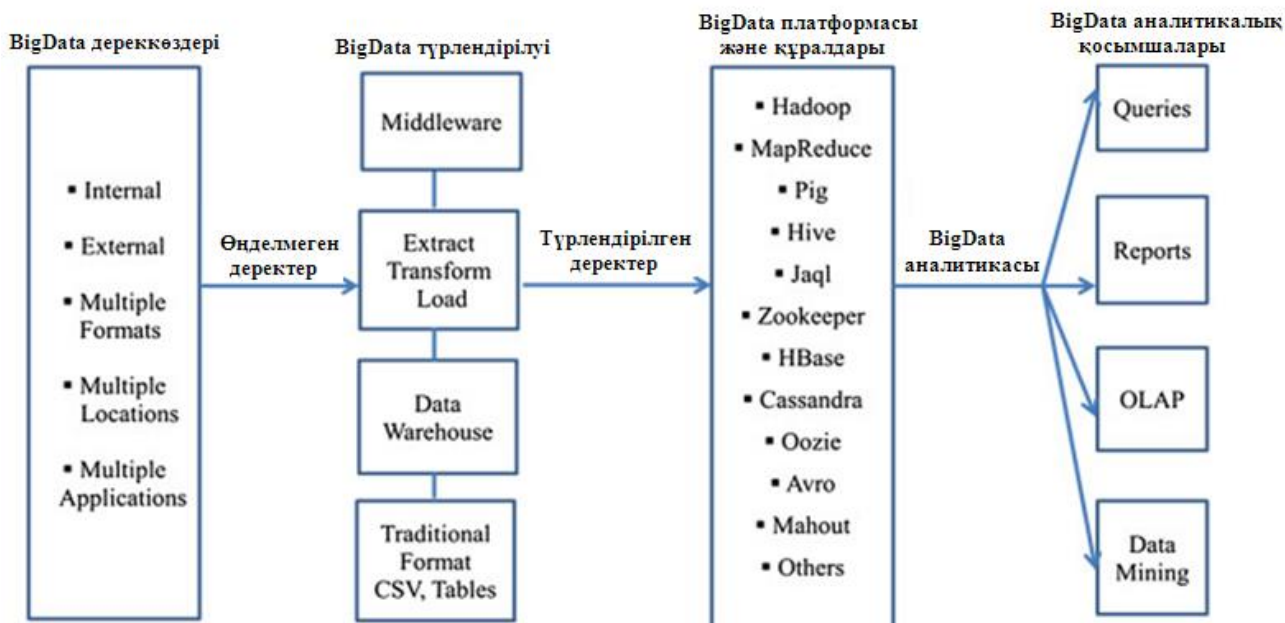 BigData дереккөздері
▪ Internal
▪ External
▪ Multiple
Formats
▪ Multiple
Locations
▪ Multiple
Applications
Өңделмеген
деректер
BigData түрлендірілуі
Middleware
Extract
Transform
Load
Data
Warehouse
Traditional
Format
CSV, Tables
Түрлендірілген
деректер
BigData платформасы
және құралдары
▪ Hadoop
▪ MapReduce
▪ Pig
▪ Hive
▪ Jaql
▪ Zookeeper
▪ HBase
▪ Cassandra
▪ Oozie
▪ Avro
▪ Mahout
▪ Others
BigData
аналитикасы
BigData аналитикалық
қосымшалары
Queries
Reports
OLAP
Data
Mining